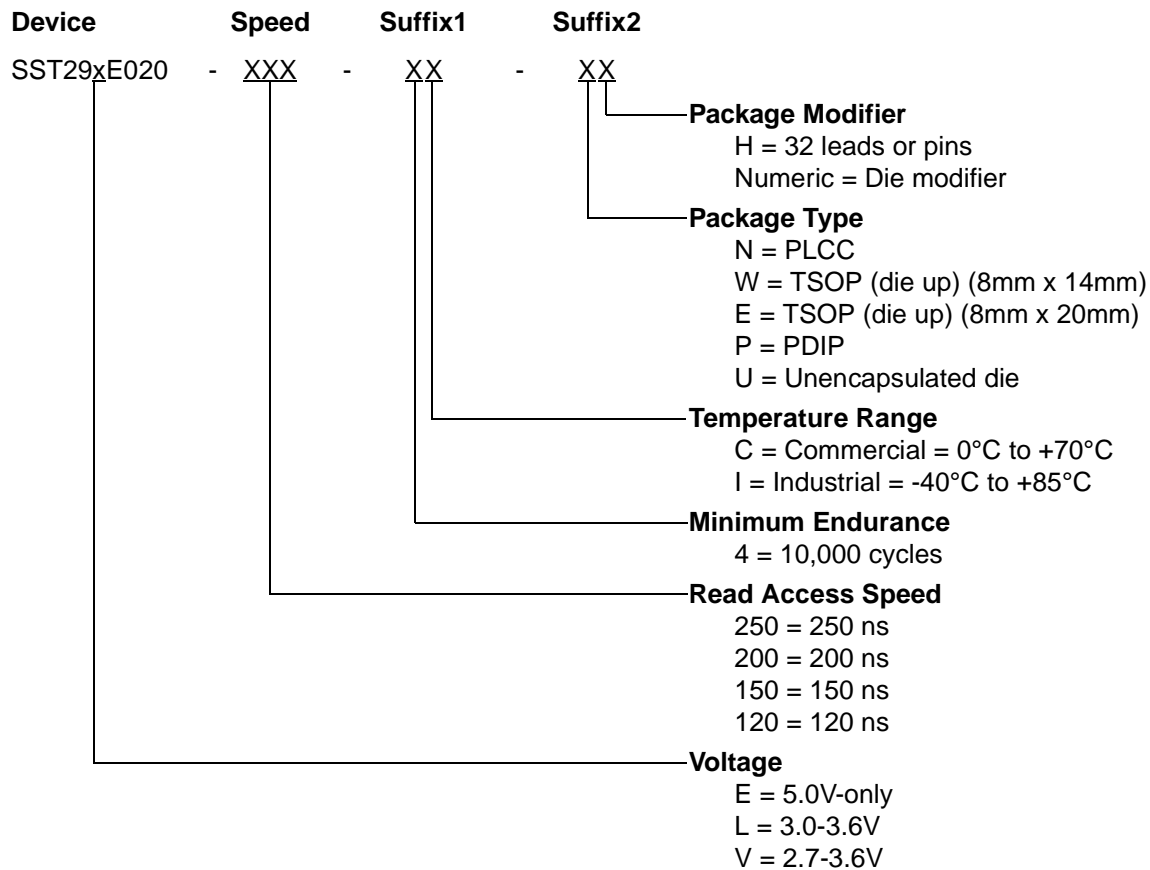 Device Speed Suffix1 Suffix2
SST29xE020 - XXX - XX - XX
Package Modifier
H = 32 leads or pins
Numeric = Die modifier
Package Type
N = PLCC
W = TSOP (die up) (8mm x 14mm)
E = TSOP (die up) (8mm x 20mm)
P = PDIP
U = Unencapsulated die
Temperature Range
C = Commercial = 0°C to +70°C
I = Industrial = -40°C to +85°C
Minimum Endurance
4 = 10,000 cycles
Read Access Speed
250 = 250 ns
200 = 200 ns
150 = 150 ns
120 = 120 ns
Voltage
E = 5.0V-only
L = 3.0-3.6V
V = 2.7-3.6V